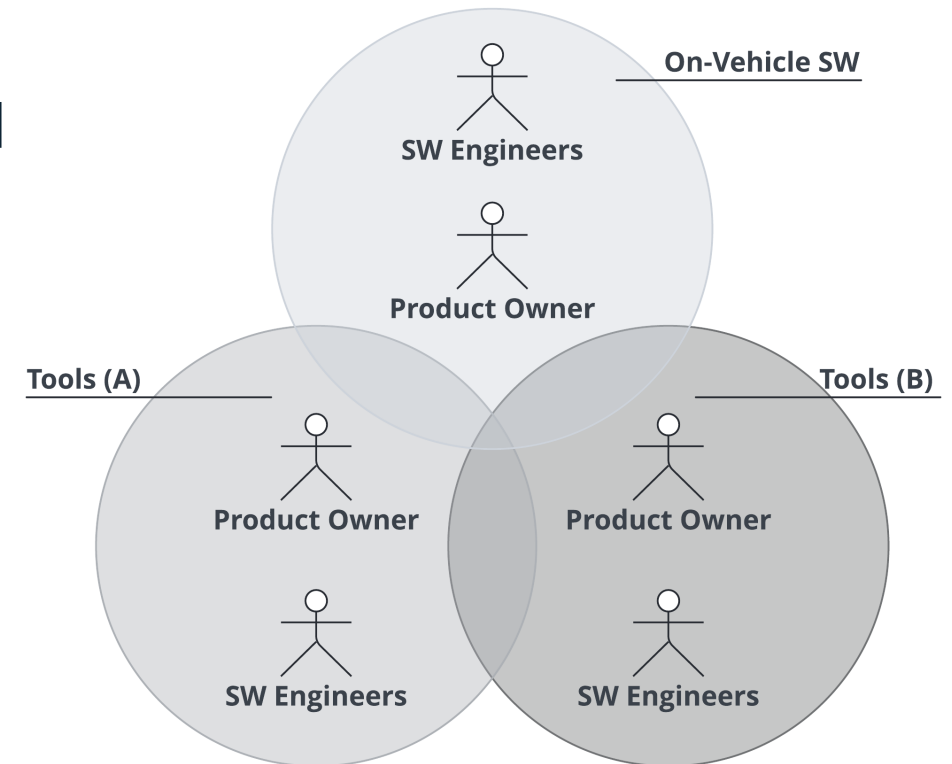 On-Vehicle SW
SW Engineers
Product Owner
Tools (A)
Tools (B)
Product Owner
Product Owner
SW Engineers
SW Engineers